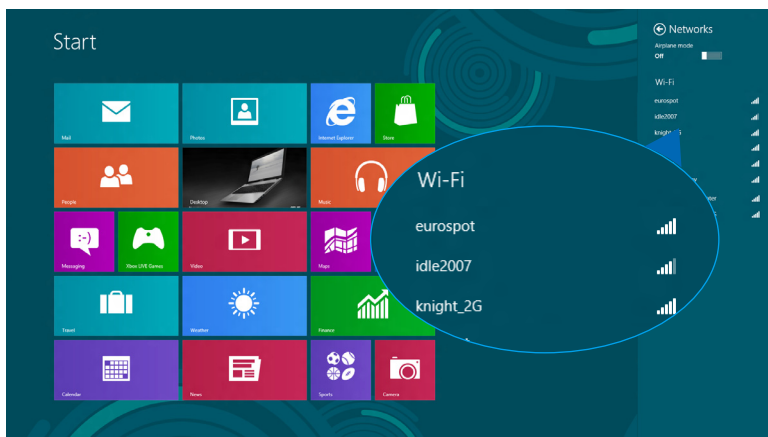 Start
Mail
Photos
Internet Explorer
Store
People
Desktop
Music
Messaging
Xbox LIVE Games
Video
Maps
Travel
Weather
Finance
Calendar
News
Sports
Camera
Networks
Airplane mode
Off
Wi-Fi
eurospot
idle2007
Wi-Fi
eurospot
idle2007
knight_2G